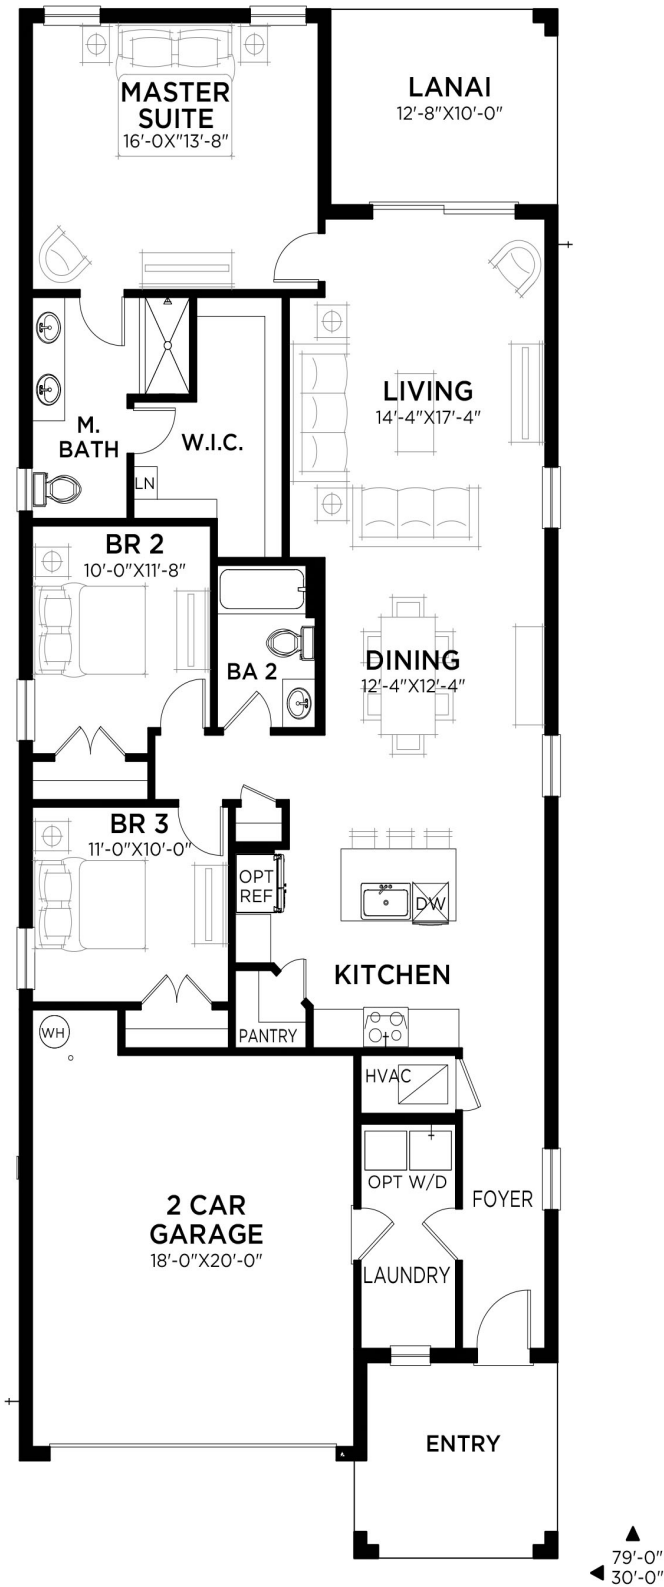 LANAI
12'-8"X10'-0"
MASTER
SUITE
16'-0X"13'-8"
LIVING
14'-4"X17'-4"
M.
BATH
W.I.C.
LN
BR 2
10'-0"X11'-8"
BA 2
DINING
12'-4"X12'-4"
BR 3
11'-0"X10'-0"
OPT
REF
DW
KITCHEN
WH
PANTRY
HVAC
OPT W/D
FOYER
2 CAR
GARAGE
18'-0"X20'-0"
LAUNDRY
ENTRY
79'-0"
30'-0"